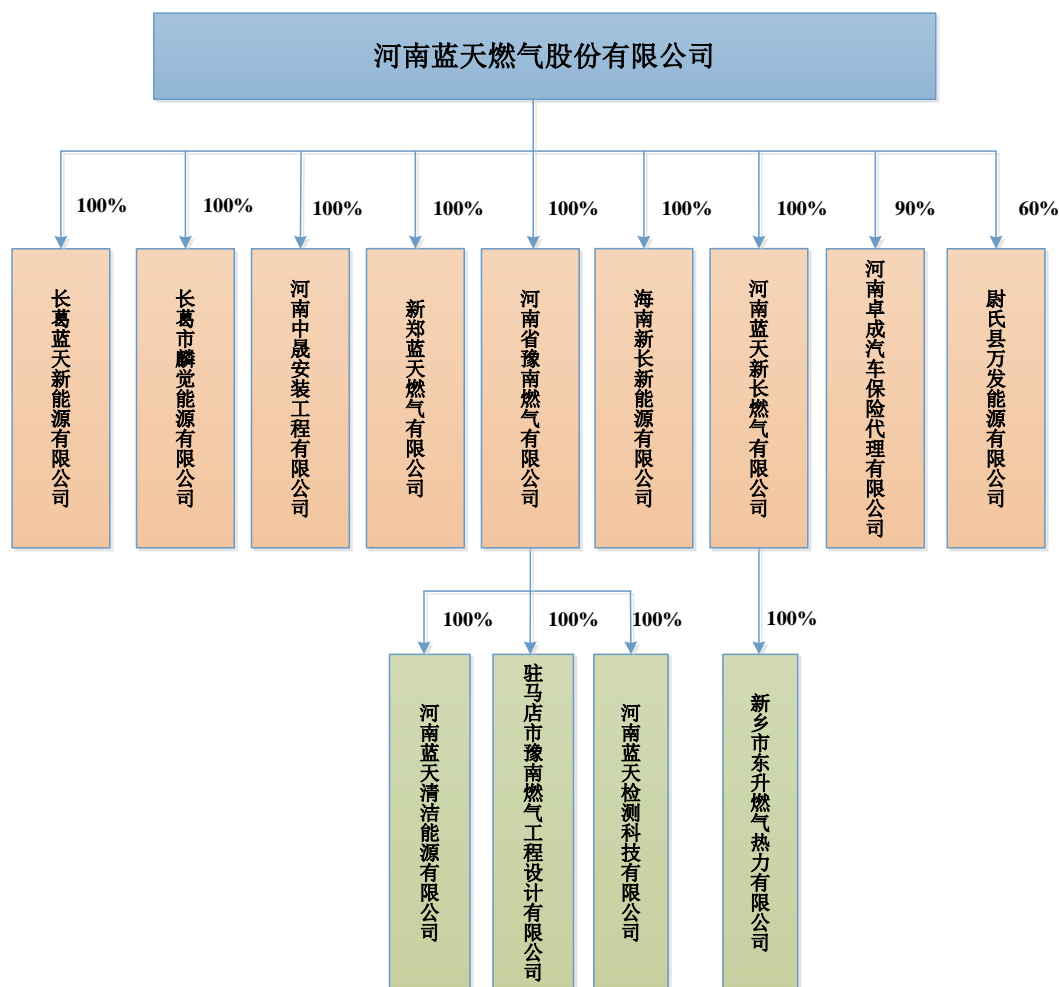 河南蓝天燃气股份有限公司
100%
100%
100%
100%
100%
100%
100%
90%
60%
长葛蓝天新能源有限公司
长葛市麟觉能源有限公司
河南中晟安装工程有限公司
新郑蓝天燃气有限公司
河南省豫南燃气有限公司
海南新长新能源有限公司
河南蓝天新长燃气有限公司
河南卓成汽车保险代理有限公司
尉氏县万发能源有限公司
100%
100%
100%
100%
河南蓝天清洁能源有限公司
驻马店市豫南燃气工程设计有限公司
河南蓝天检测科技有限公司
新乡市东升燃气热力有限公司